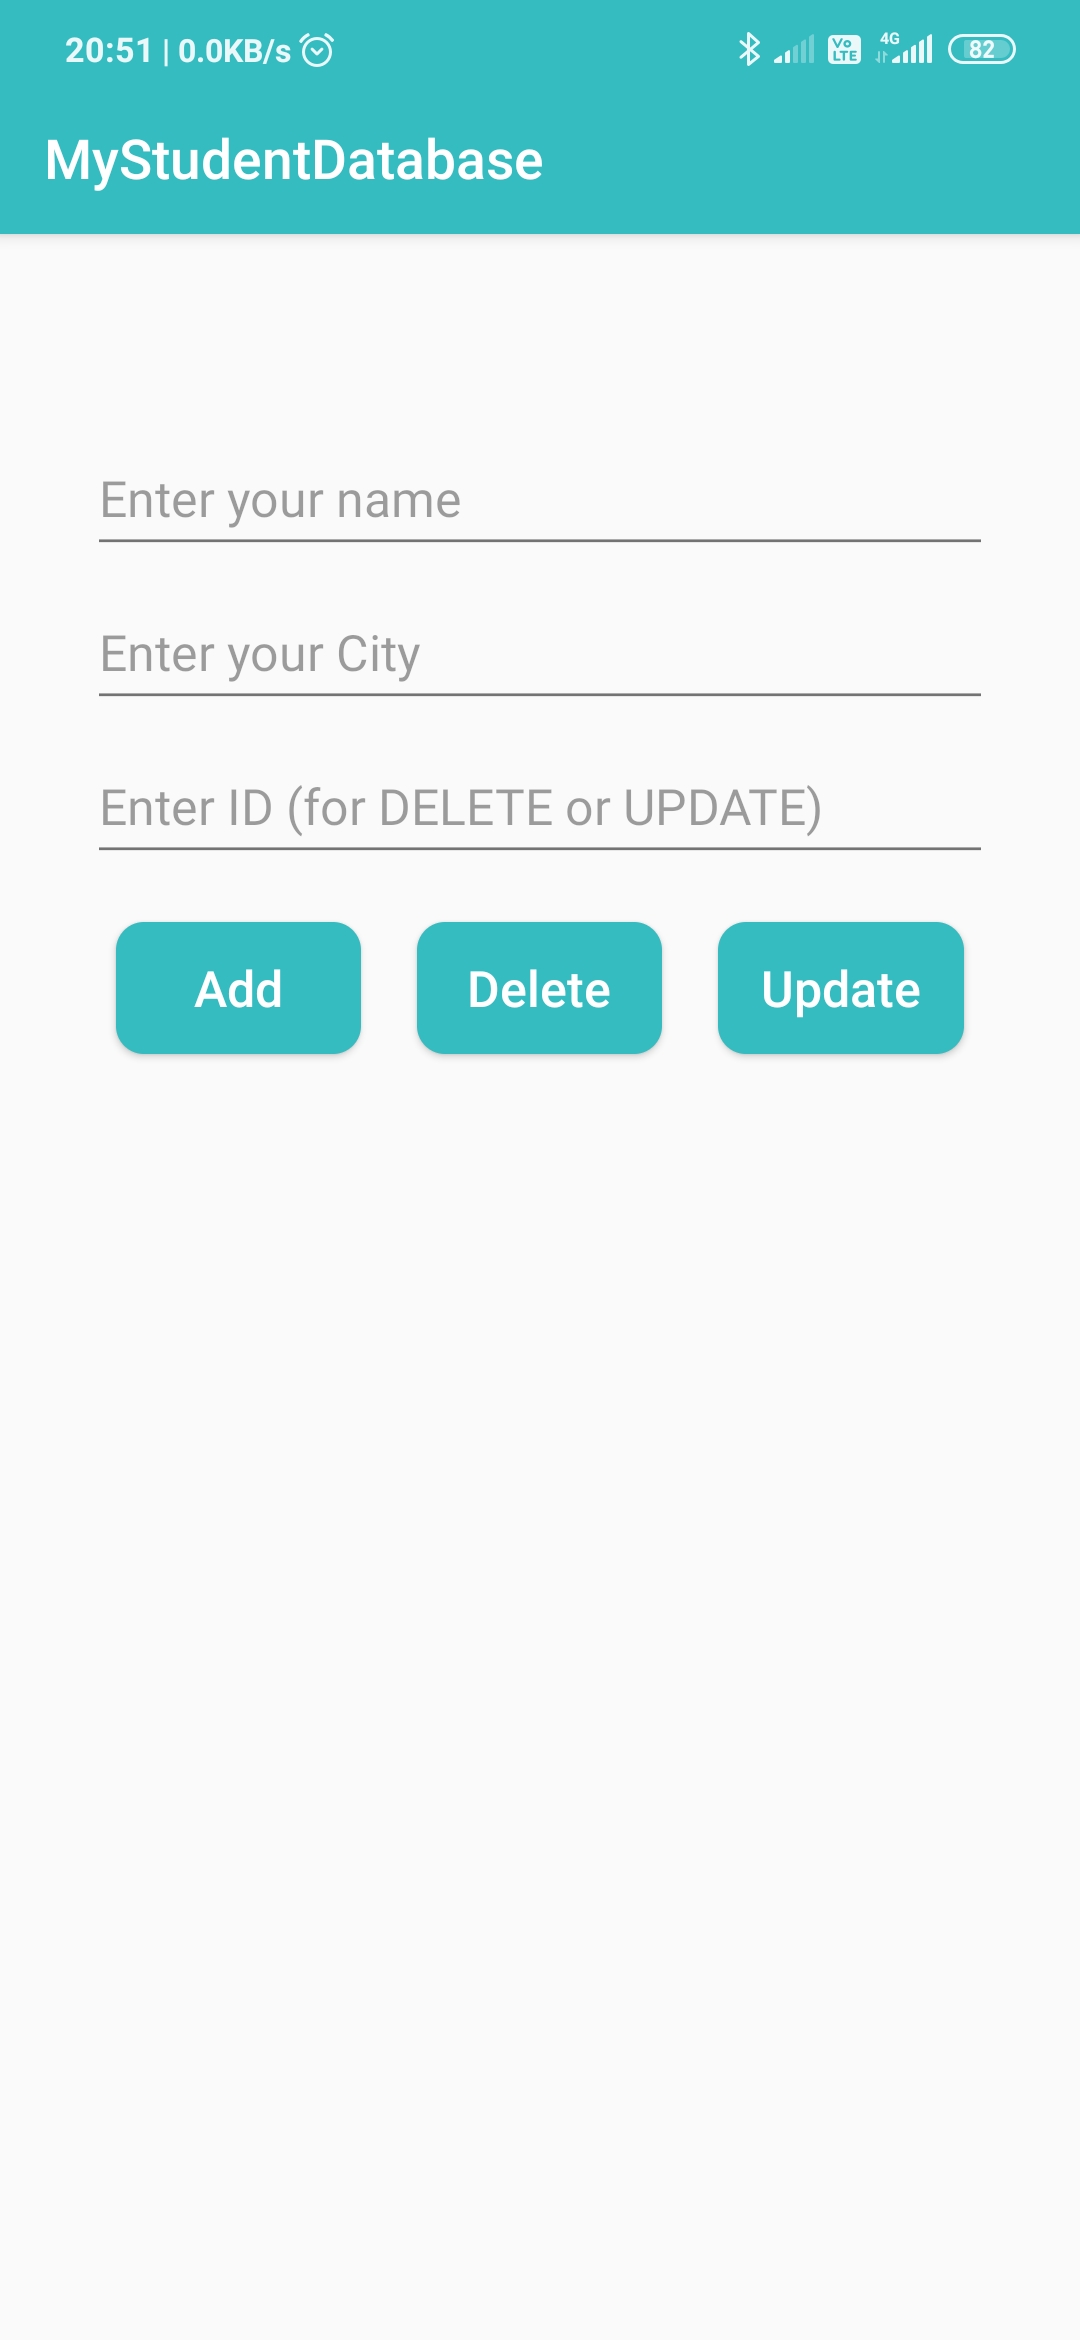 20:51 | 0.0KB/s Vo LTE 4G 82
MyStudentDatabase
Enter your name
Enter your City
Enter ID (for DELETE or UPDATE)
Add Delete Update